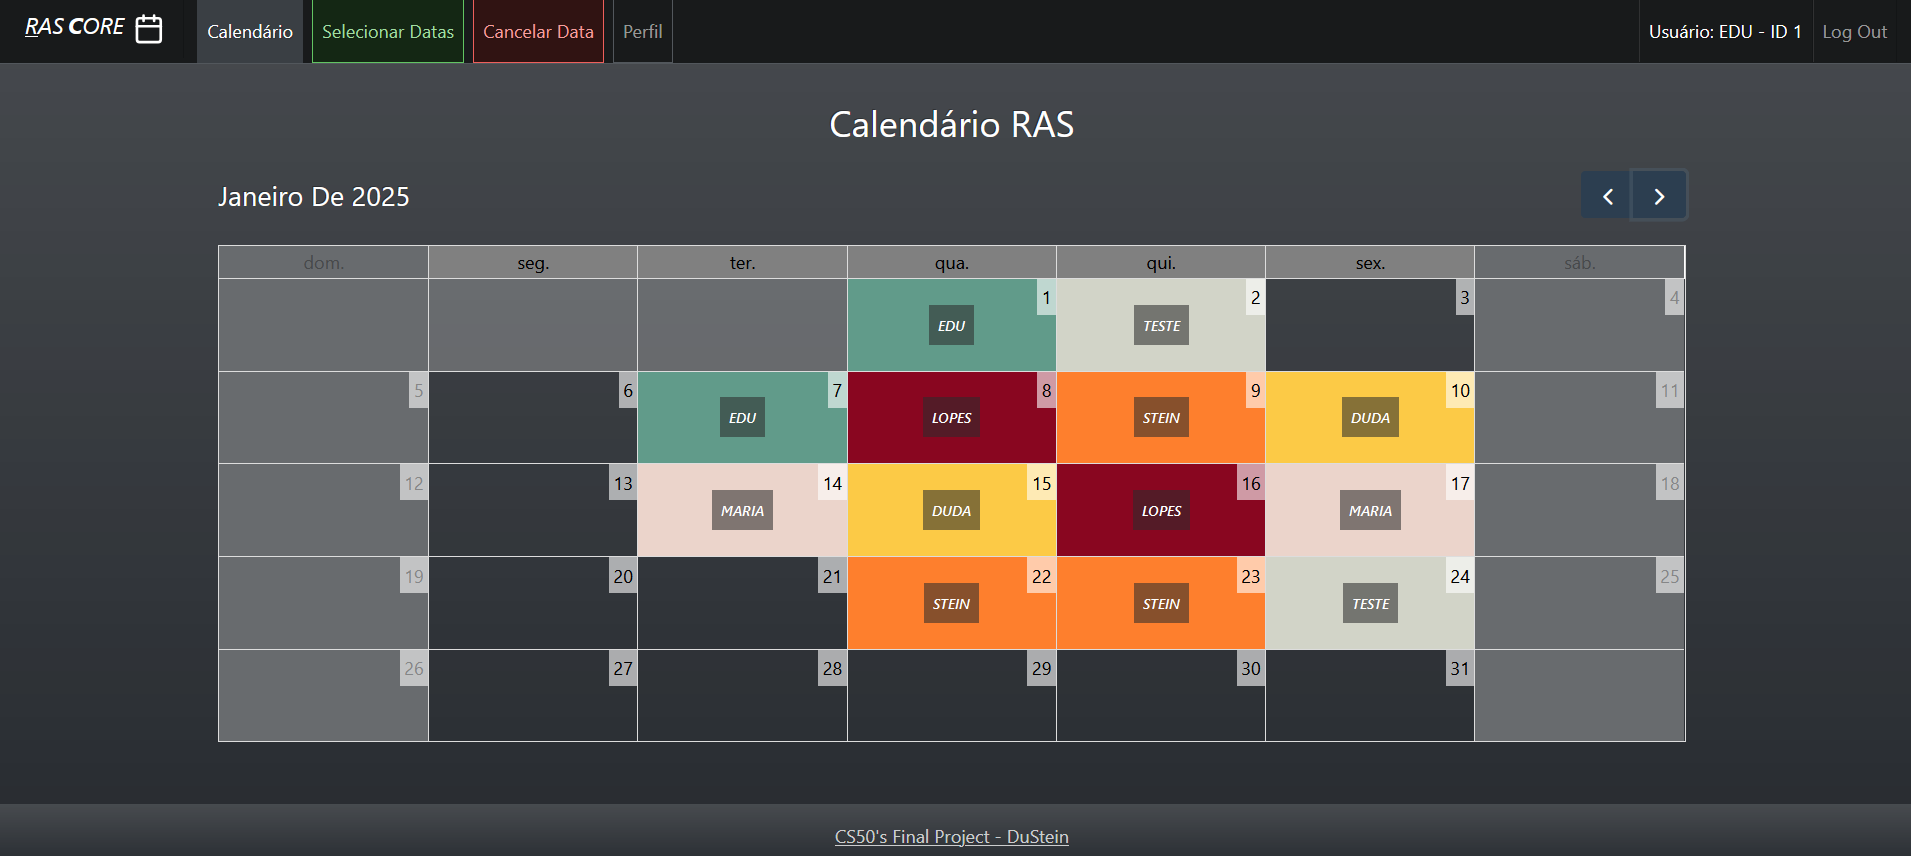 RAS CORE Calendário Selecionar Datas Cancelar Data Perfil Usuário: EDU - ID 1 Log Out
Calendário RAS
Janeiro De 2025
dom. seg. ter. qua. qui. sex. sáb.
1 2 3 4
EDU TESTE
5 6 7 8 9 10 11
EDU LOPES STEIN DUDA
12 13 14 15 16 17 18
MARIA DUDA LOPES MARIA
19 20 21 22 23 24 25
STEIN STEIN TESTE
26 27 28 29 30 31
CS50's Final Project - DuStein